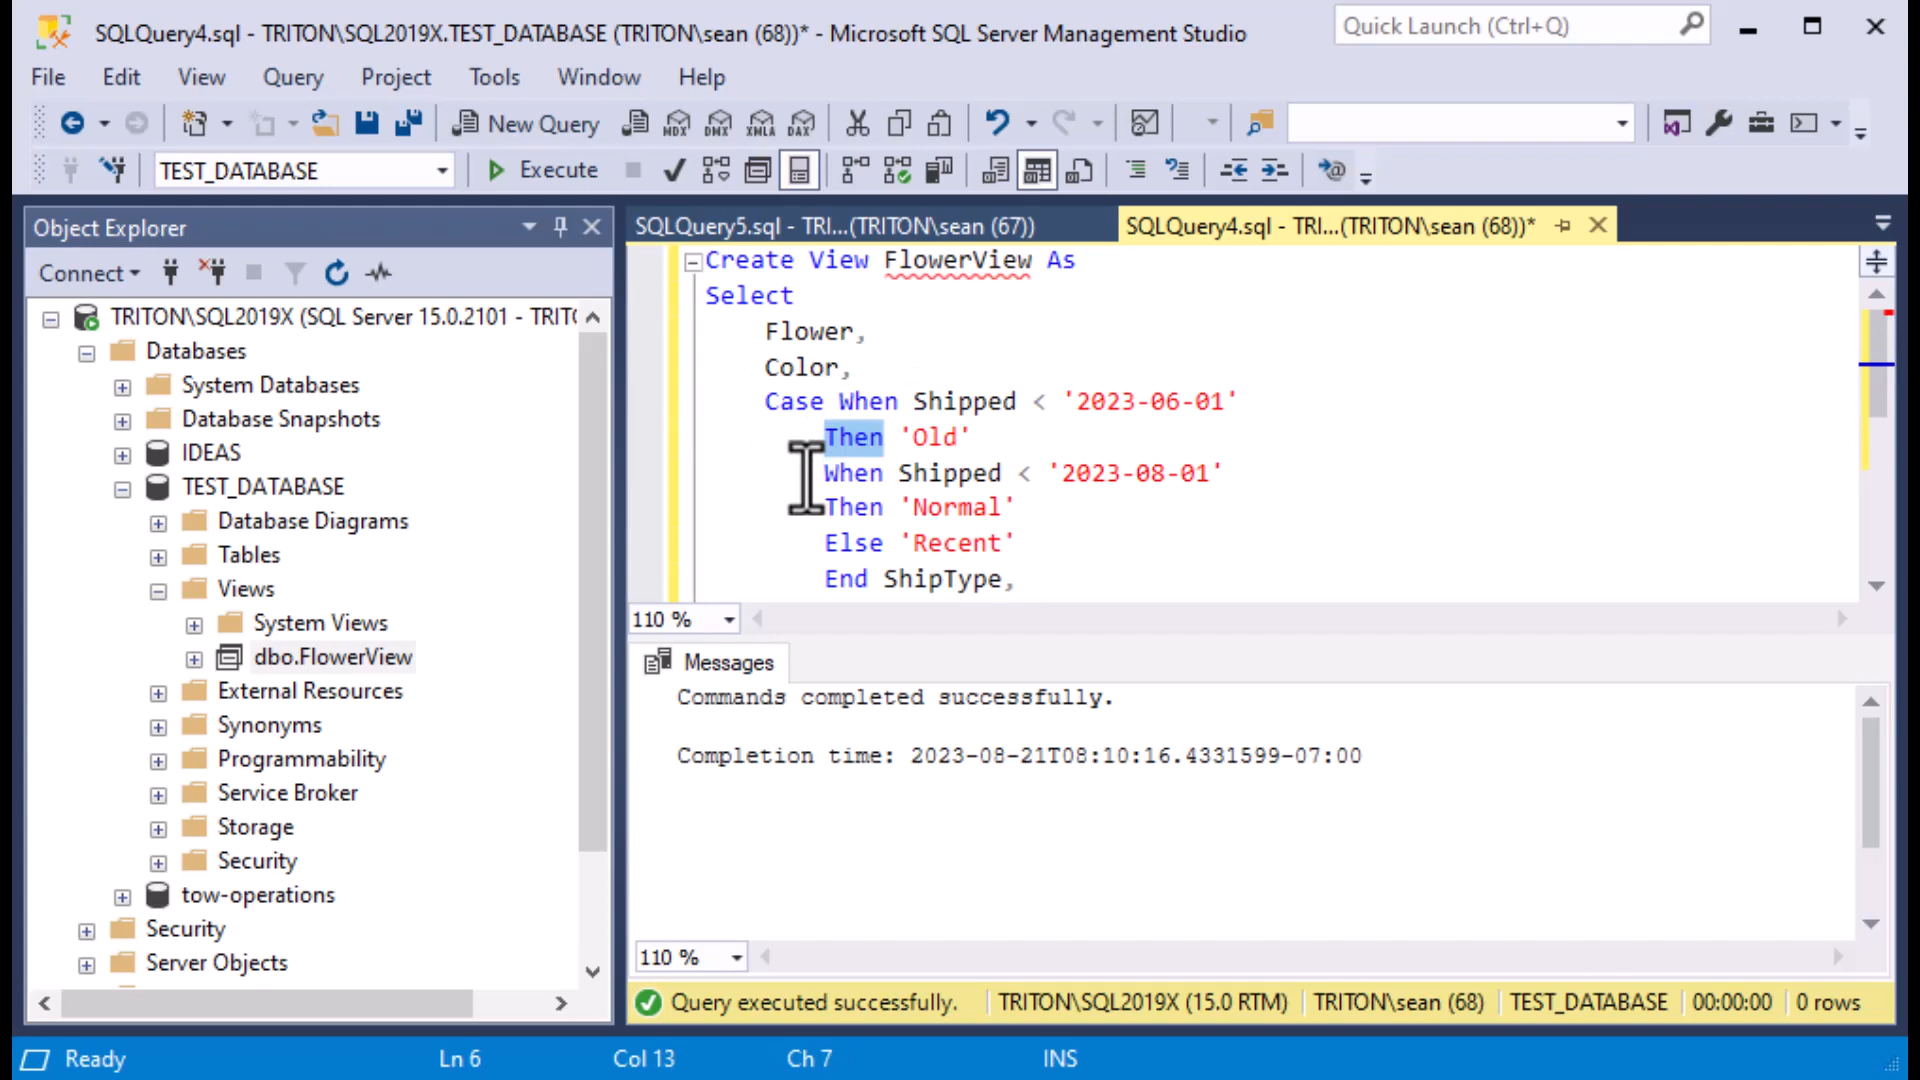 SQLQuery4.sql - TRITON\SQL2019X.TEST_DATABASE (TRITON\sean (68))* - Microsoft SQL Server Management Studio
Quick Launch (Ctrl+Q)
File Edit View Query Project Tools Window Help
New Query MDX DMX XMLA DAX
TEST_DATABASE Execute
Object Explorer
Connect
TRITON\SQL2019X (SQL Server 15.0.2101 - TRIT
Databases
System Databases
Database Snapshots
IDEAS
TEST_DATABASE
Database Diagrams
Tables
Views
System Views
dbo.FlowerView
External Resources
Synonyms
Programmability
Service Broker
Storage
Security
tow-operations
Security
Server Objects
SQLQuery5.sql - TRI...(TRITON\sean (67))
SQLQuery4.sql - TRI...(TRITON\sean (68))*
Create View FlowerView As
Select
Flower,
Color,
Case When Shipped < '2023-06-01'
Then 'Old'
When Shipped < '2023-08-01'
Then 'Normal'
Else 'Recent'
End ShipType,
110 %
Messages
Commands completed successfully.
Completion time: 2023-08-21T08:10:16.4331599-07:00
110 %
Query executed successfully. TRITON\SQL2019X (15.0 RTM) TRITON\sean (68) TEST_DATABASE 00:00:00 0 rows
Ready Ln 6 Col 13 Ch 7 INS